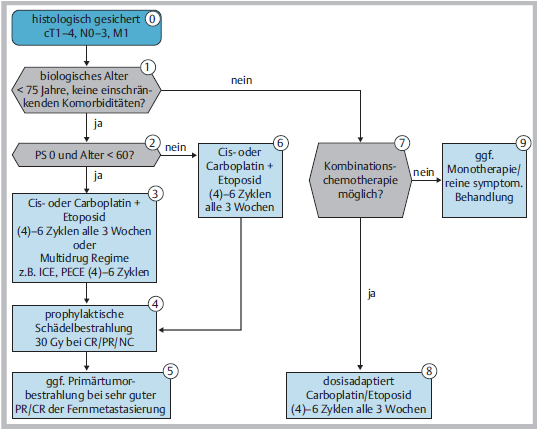 0
histologisch gesichert
cT1–4, N0–3, M1
1
biologisches Alter
< 75 Jahre, keine einschrän-
kenden Komorbiditäten?
nein
ja
2
PS 0 und Alter < 60?
nein
6
Cis- oder
Carboplatin +
Etoposid
(4)–6 Zyklen
alle 3 Wochen
7
Kombinations-
chemotherapie
möglich?
nein
9
ggf.
Monotherapie/
reine symptom.
Behandlung
ja
3
Cis- oder Carboplatin +
Etoposid
(4)–6 Zyklen alle 3 Wochen
oder
Multidrug Regime
z.B. ICE, PECE (4)–6 Zyklen
4
prophylaktische
Schädelbestrahlung
30 Gy bei CR/PR/NC
ja
5
ggf. Primärtumor-
bestrahlung bei sehr guter
PR/CR der Fernmetastasierung
8
dosisadaptiert
Carboplatin/Etoposid
(4)–6 Zyklen alle 3 Wochen